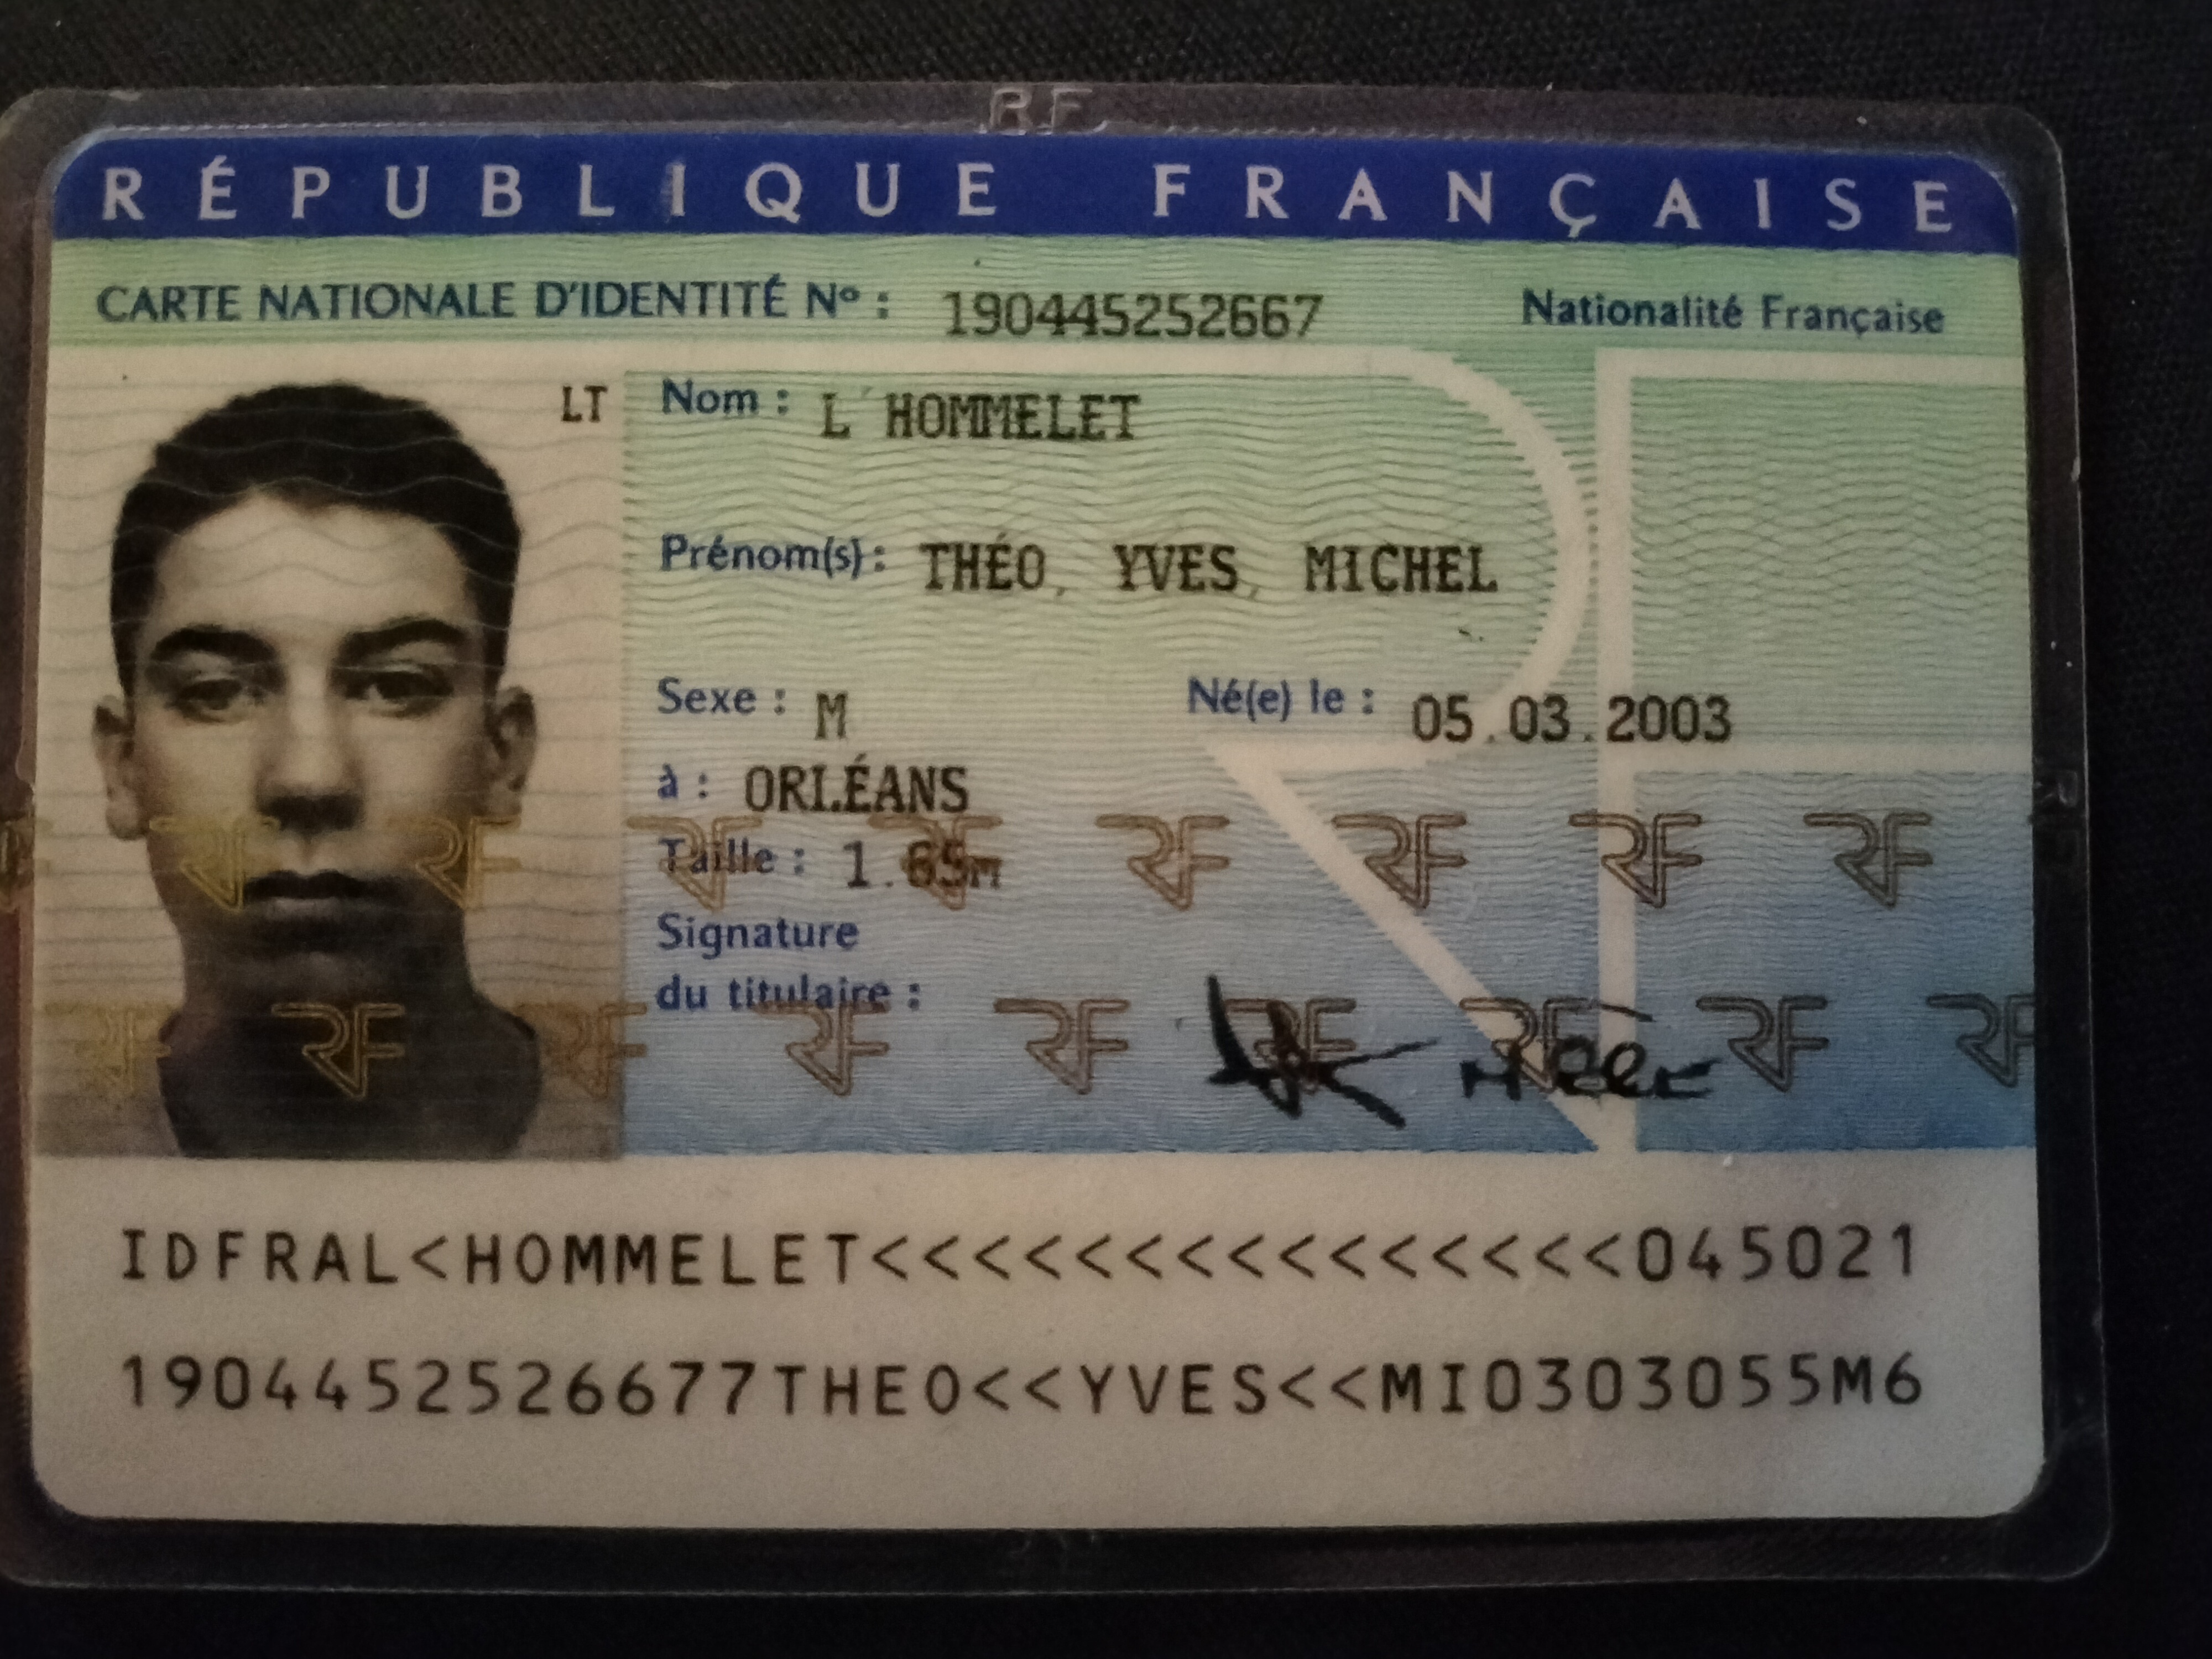 RF
RÉPUBLIQUE FRANÇAISE
CARTE NATIONALE D'IDENTITÉ Nº : 190445252667 Nationalité Française
LT
Nom : L'HOMMELET
Prénom(s) : THÉO, YVES, MICHEL
Sexe : M Né(e) le : 05.03.2003
à : ORLÉANS
Taille : 1.65m
Signature
du titulaire :
RF RF RF RF RF RF RF RF
RF RF RF RF RF RF RF RF RF
IDFRAL<HOMMELET<<<<<<<<<<<<<<<045021
1904452526677THEO<<YVES<<MI0303055M6